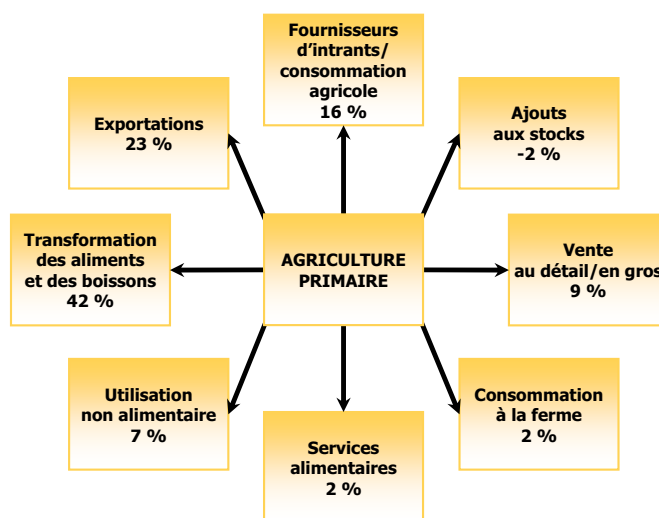 Fournisseurs
d'intrants/
consommation
agricole
16 %
Exportations
23 %
Ajouts
aux stocks
-2 %
Transformation
des aliments
et des boissons
42 %
AGRICULTURE
PRIMAIRE
Vente
au détail/en gros
9 %
Utilisation
non alimentaire
7 %
Services
alimentaires
2 %
Consommation
à la ferme
2 %